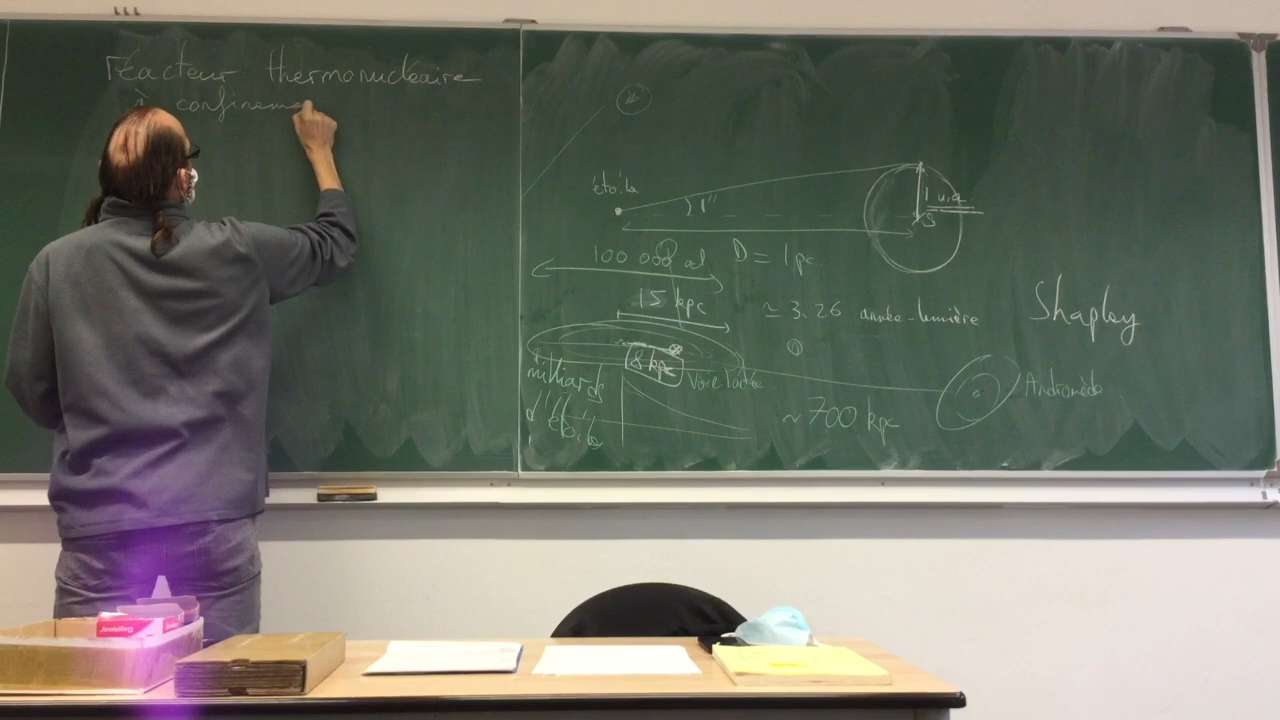 réacteur thermonucléaire
à confineme
étoile
1"
1 u.a
S
100 000 al
D = 1 pc
15 kpc
≃ 3.26 année-lumière
Shapley
8 kpc
milliards
d'étoiles
Voie lactée
~ 700 kpc
Andromède